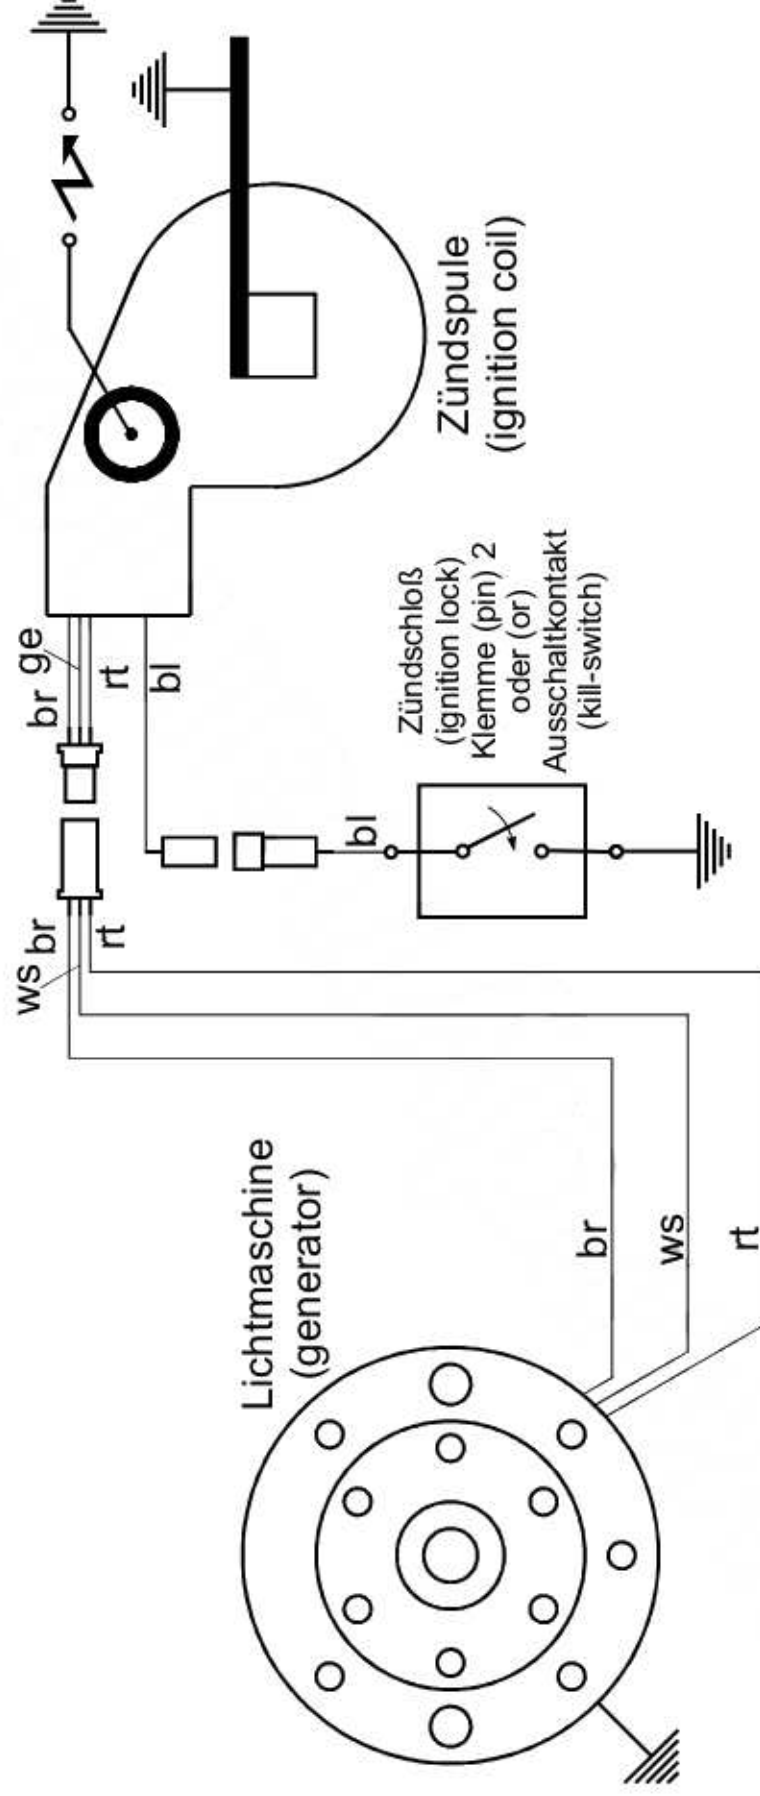 Zündspule
(ignition coil)
br
ge
rt
bl
Zündschloß
(ignition lock)
Klemme (pin) 2
oder (or)
Ausschaltkontakt
(kill-switch)
bl
ws
br
rt
Lichtmaschine
(generator)
br
ws
rt